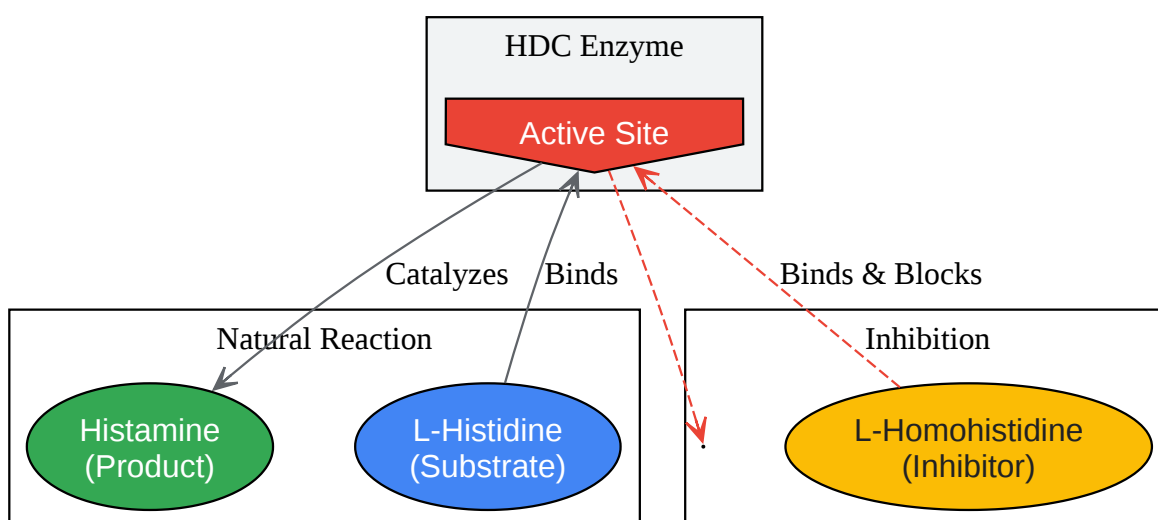 HDC Enzyme
Active Site
Catalyzes
Binds
Binds & Blocks
Natural Reaction
Inhibition
Histamine
(Product)
L-Histidine
(Substrate)
L-Homohistidine
(Inhibitor)